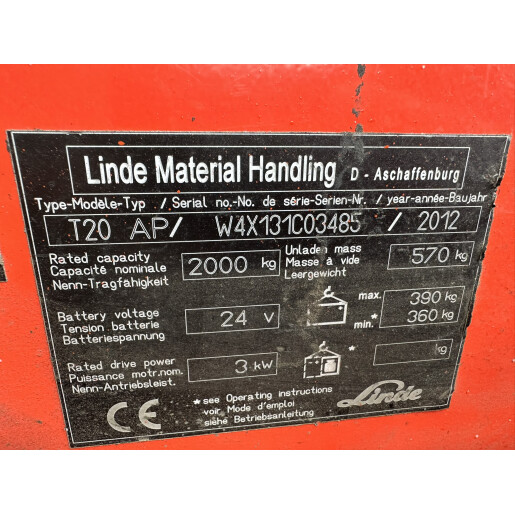 Linde Material Handling D - Aschaffenburg
Type-Modèle-Typ / Serial no.-No. de série-Serien-Nr. / year-année-Baujahr
T20 AP/ W4X131C03485 / 2012
Rated capacity
Capacité nominale
Nenn-Tragfähigkeit
2000 kg
Unladen mass
Masse à vide
Leergewicht
570 kg
Battery voltage
Tension batterie
Batteriespannung
24 V
max. 390 kg
min.* 360 kg
Rated drive power
Puissance mot.nom.
Nenn-Antriebsleist.
3 kW
* kg
CE
*see Operating instructions
voir Mode d'emploi
siehe Betriebsanleitung
Linde